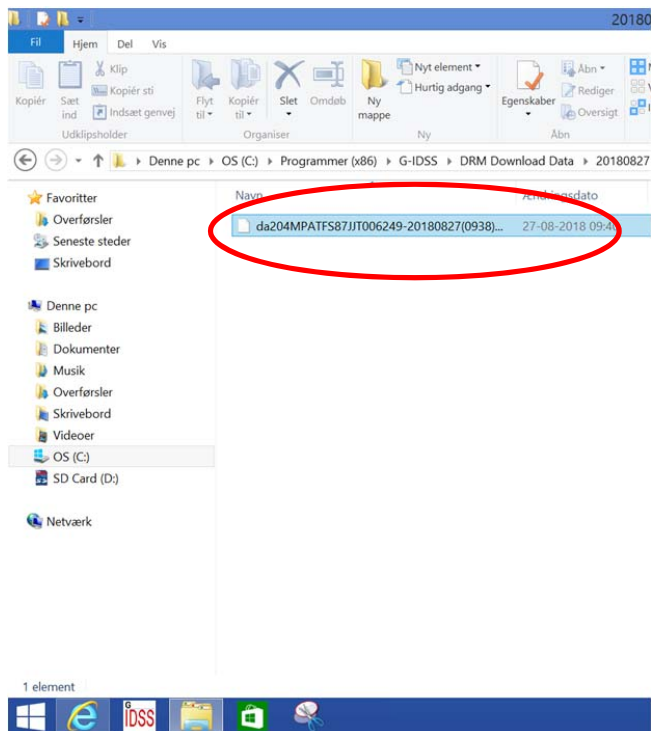 20180
Fil Hjem Del Vis
Kopiér
Sæt ind
Klip
Kopiér sti
Indsæt genvej
Udklipsholder
Flyt til
Kopiér til
Slet
Omdøb
Organiser
Ny mappe
Nyt element
Hurtig adgang
Ny
Egenskaber
Åbn
Rediger
Oversigt
Åbn
Denne pc OS (C:) Programmer (x86) G-IDSS DRM Download Data 20180827
Navn Ændringsdato
da204MPATFS87JJT006249-20180827(0938)... 27-08-2018 09:40
Favoritter
Overførsler
Seneste steder
Skrivebord
Denne pc
Billeder
Dokumenter
Musik
Overførsler
Skrivebord
Videoer
OS (C:)
SD Card (D:)
Netværk
1 element
G
IDSS